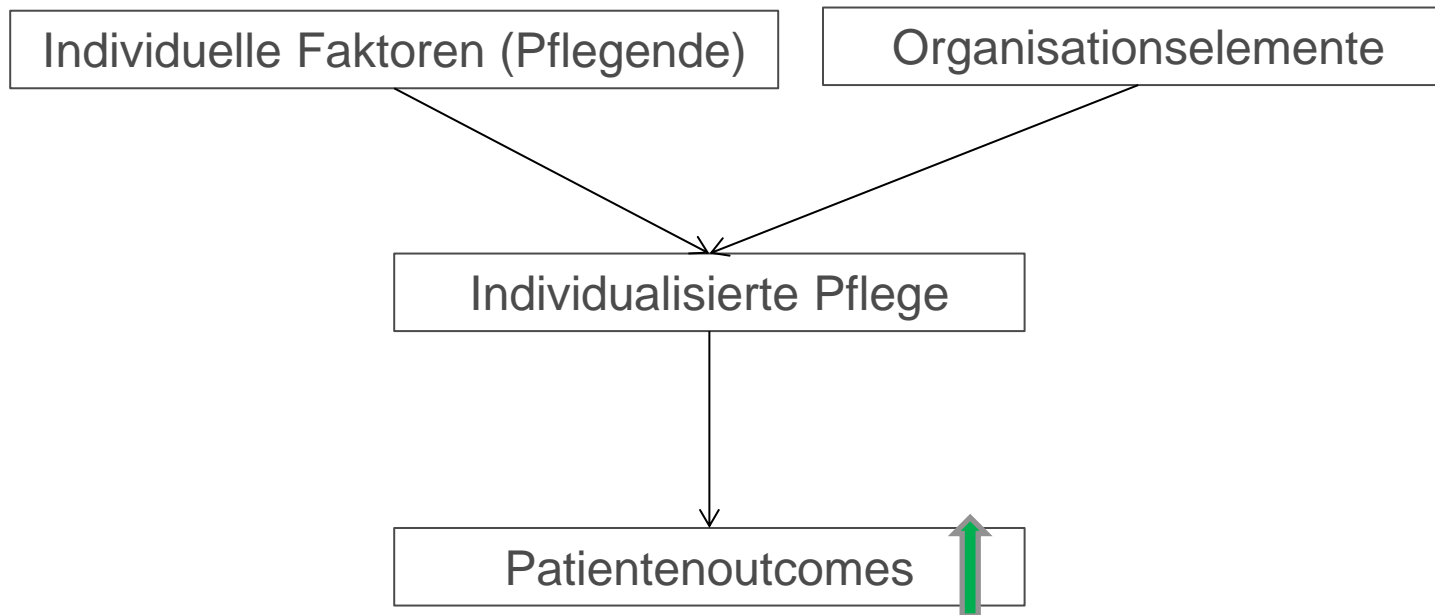 Individuelle Faktoren (Pflegende)
Organisationselemente
Individualisierte Pflege
Patientenoutcomes